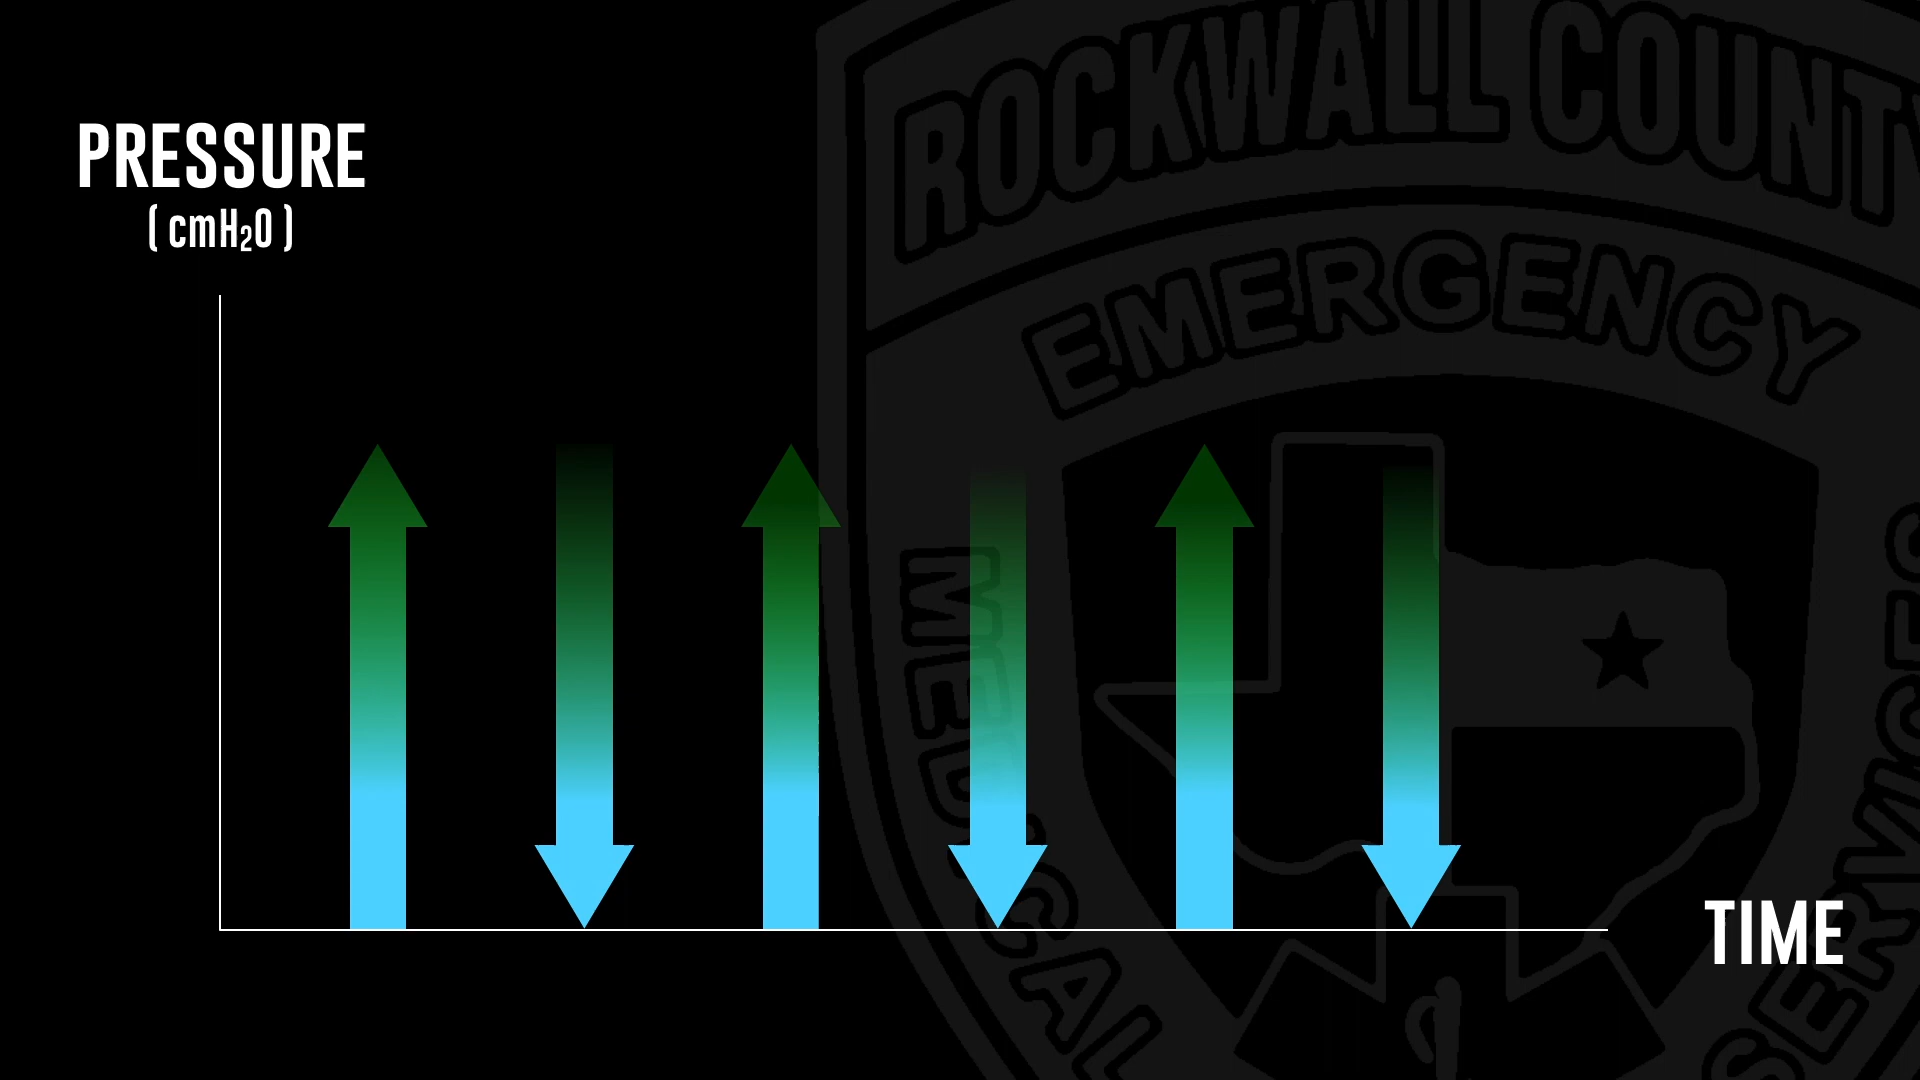 PRESSURE
( cmH₂O )
ROCKWALL COUNTY
EMERGENCY
MEDICAL
SERVICES
TIME